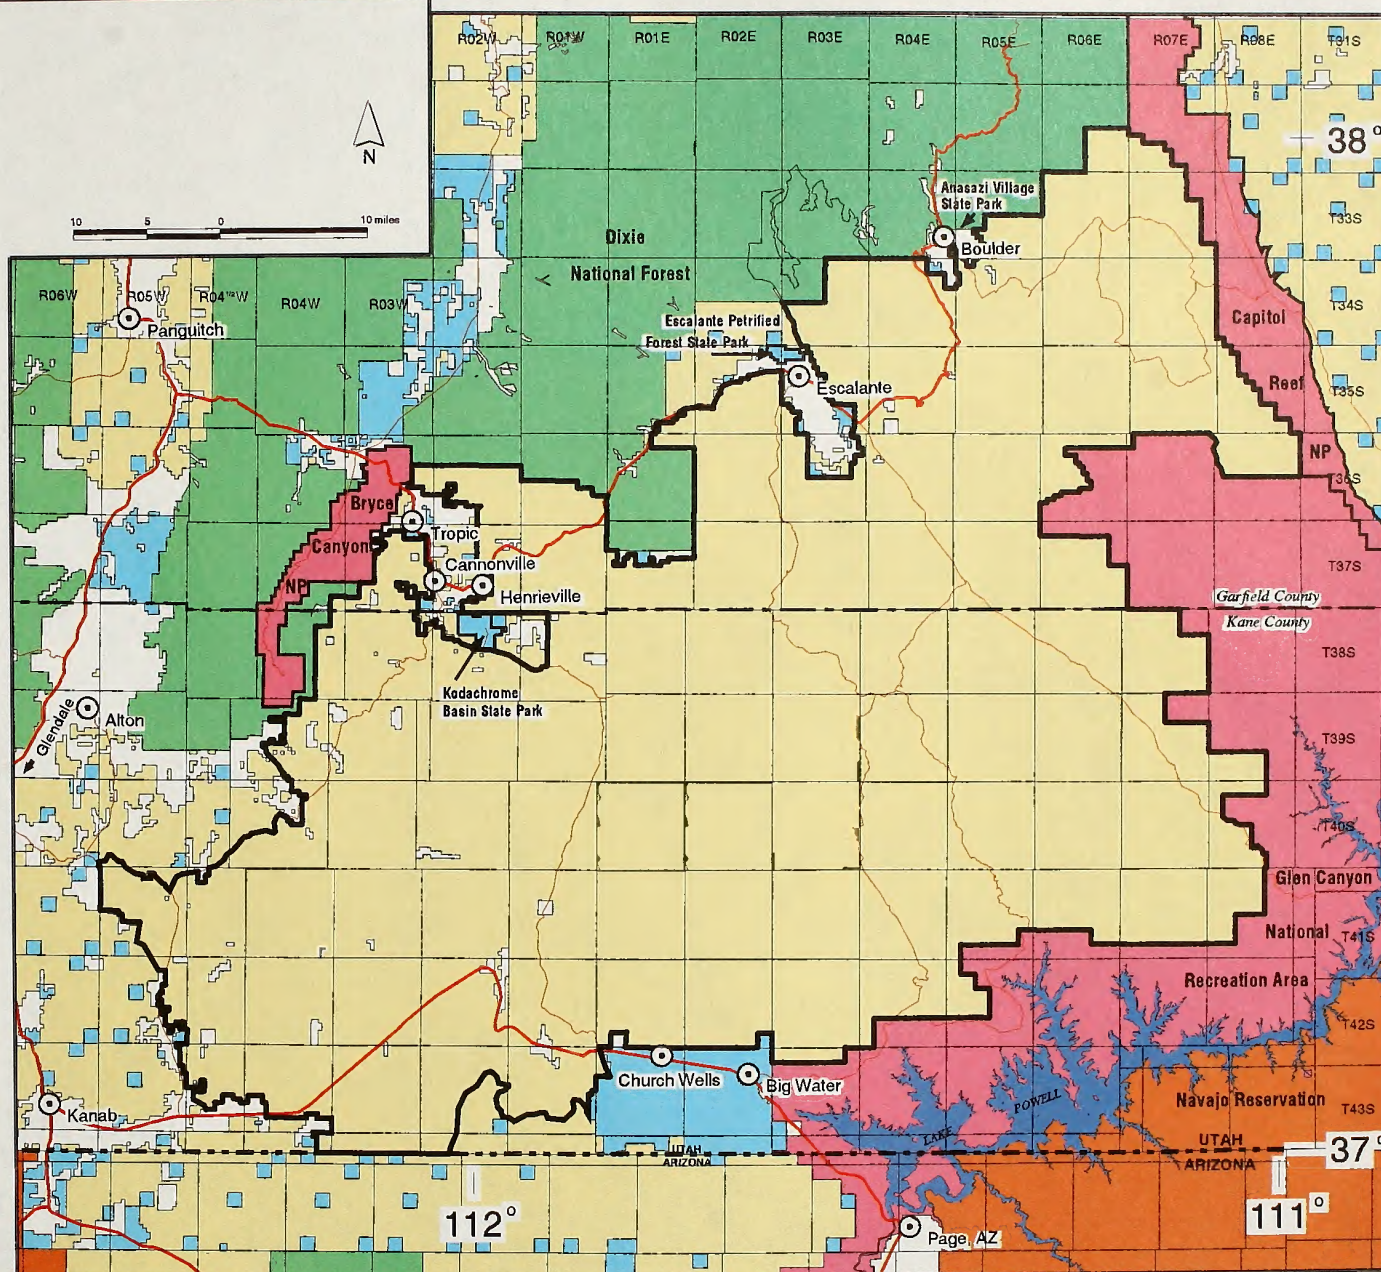 R02W R01W R01E R02E R03E R04E R05E R06E R07E R08E T31S
38°
N
10 5 0 10 miles
Anasazi Village
State Park
T33S
Boulder
Dixie
National Forest
R06W R05W R04½W R04W R03W
T34S
Capitol
Panguitch
Escalante Petrified
Forest State Park
Escalante
Reef
T35S
NP
T36S
Bryce
Tropic
Canyon
Cannonville
T37S
NP
Henrieville
Garfield County
Kane County
T38S
Kodachrome
Basin State Park
Glendale
Alton
T39S
T40S
Glen Canyon
National
T41S
Recreation Area
T42S
Church Wells
Big Water
Kanab
POWELL
LAKE
Navajo Reservation
T43S
UTAH
ARIZONA
UTAH
ARIZONA
37°
112°
111°
Page, AZ